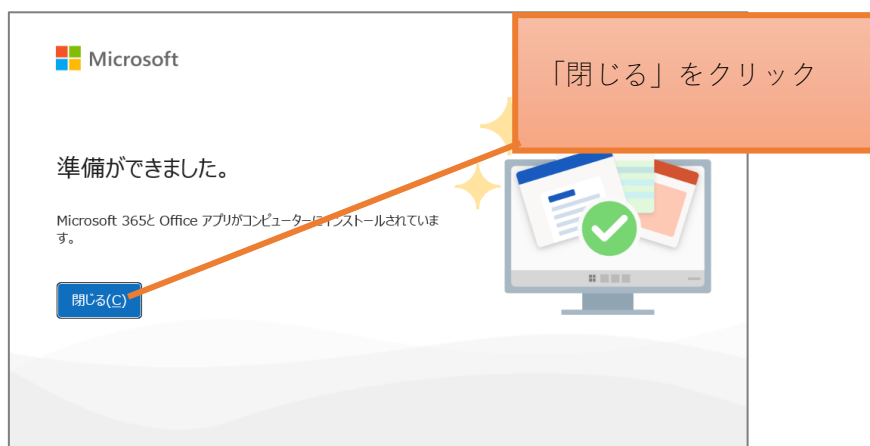 Microsoft
「閉じる」をクリック
準備ができました。
Microsoft 365と Office アプリがコンピューターにインストールされていま
す。
閉じる(C)